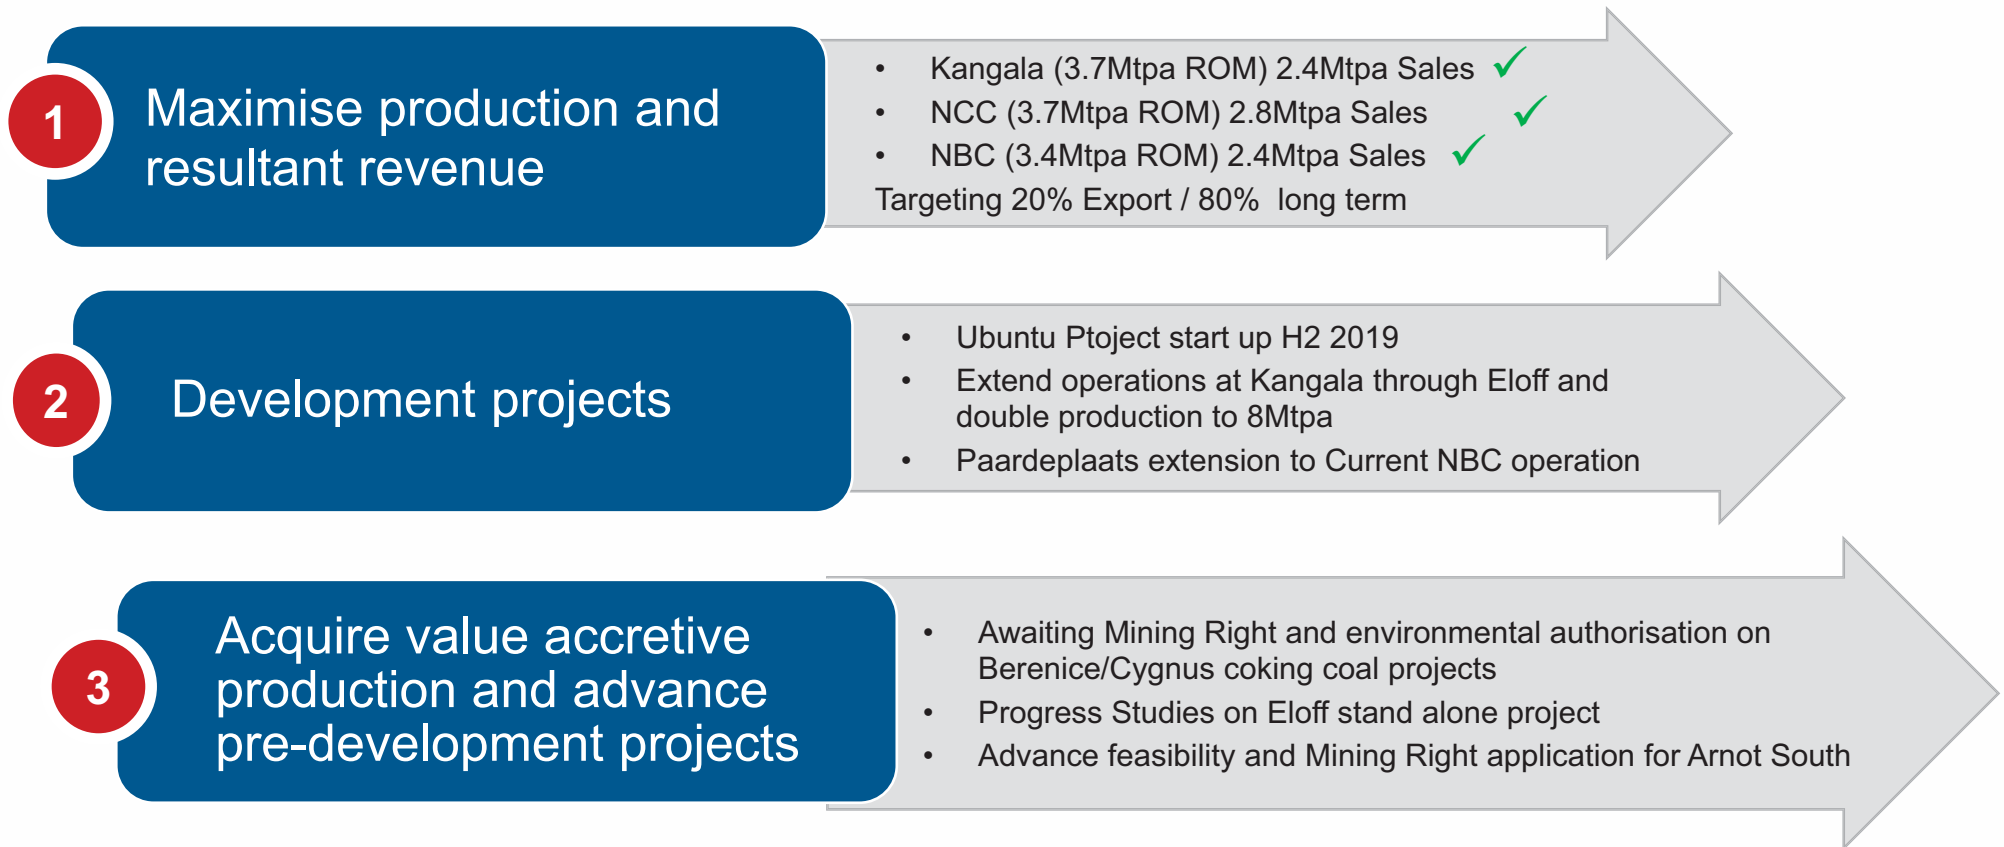 1
Maximise production and
resultant revenue
• Kangala (3.7Mtpa ROM) 2.4Mtpa Sales ✓
• NCC (3.7Mtpa ROM) 2.8Mtpa Sales ✓
• NBC (3.4Mtpa ROM) 2.4Mtpa Sales ✓
Targeting 20% Export / 80% long term
2
Development projects
• Ubuntu Ptoject start up H2 2019
• Extend operations at Kangala through Eloff and
double production to 8Mtpa
• Paardeplaats extension to Current NBC operation
3
Acquire value accretive
production and advance
pre-development projects
• Awaiting Mining Right and environmental authorisation on
Berenice/Cygnus coking coal projects
• Progress Studies on Eloff stand alone project
• Advance feasibility and Mining Right application for Arnot South